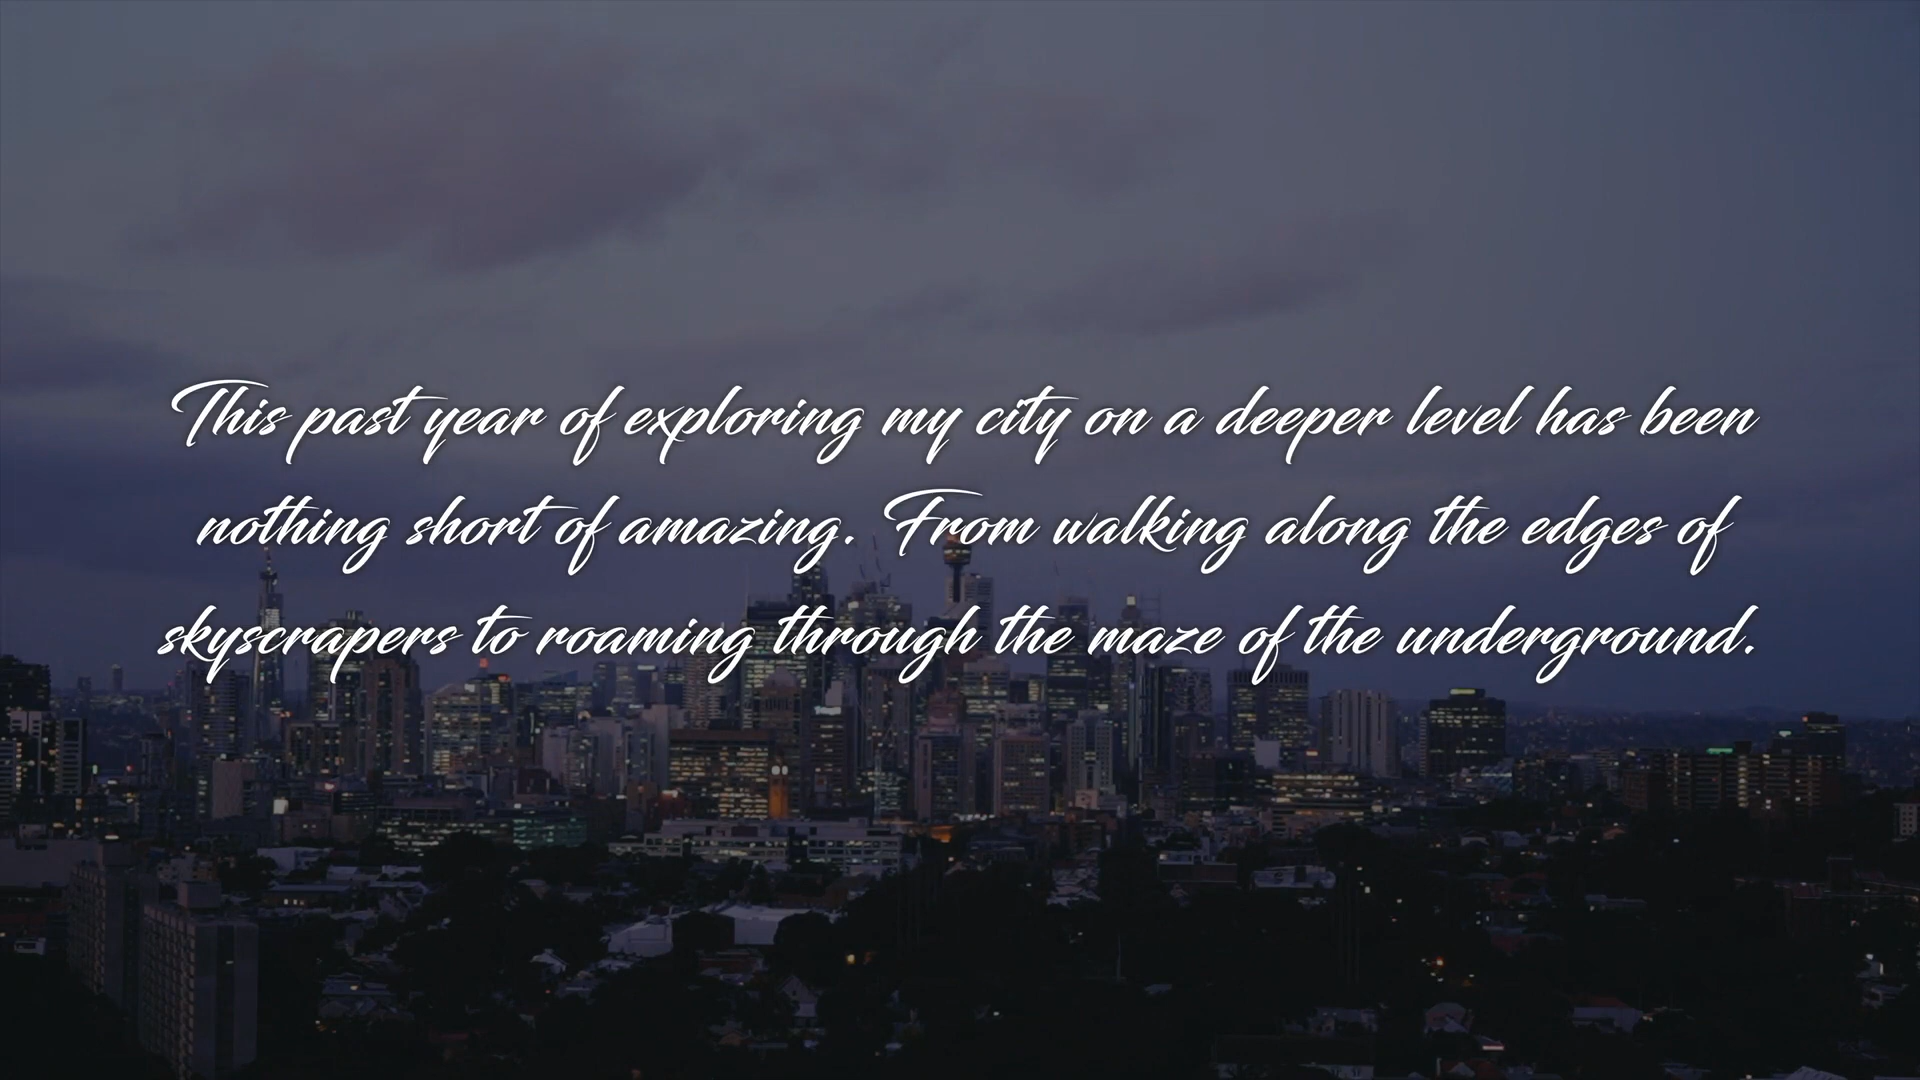 This past year of exploring my city on a deeper level has been
nothing short of amazing. From walking along the edges of
skyscrapers to roaming through the maze of the underground.